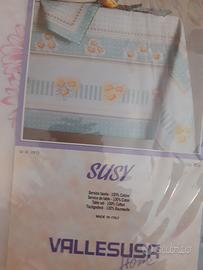 SUSY
Servizio tavola - 100% Cotone
Service de table - 100% Coton
Table set - 100% Cotton
Tischgedeck - 100% Baumwolle
MADE IN ITALY
VALLESUSA
Home